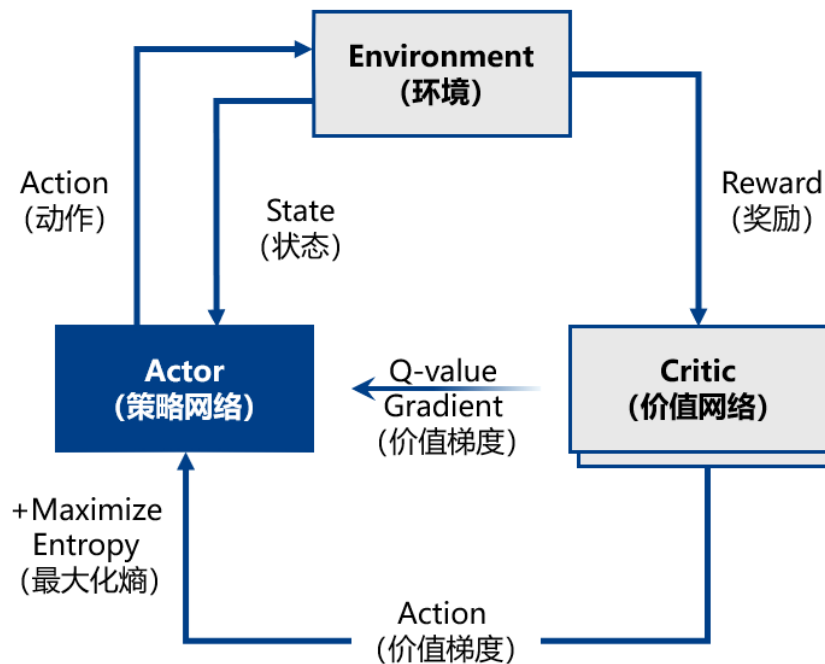 Environment
(环境)
Action
(动作)
State
(状态)
Reward
(奖励)
Actor
(策略网络)
Q-value
Gradient
(价值梯度)
Critic
(价值网络)
+Maximize
Entropy
(最大化熵)
Action
(价值梯度)